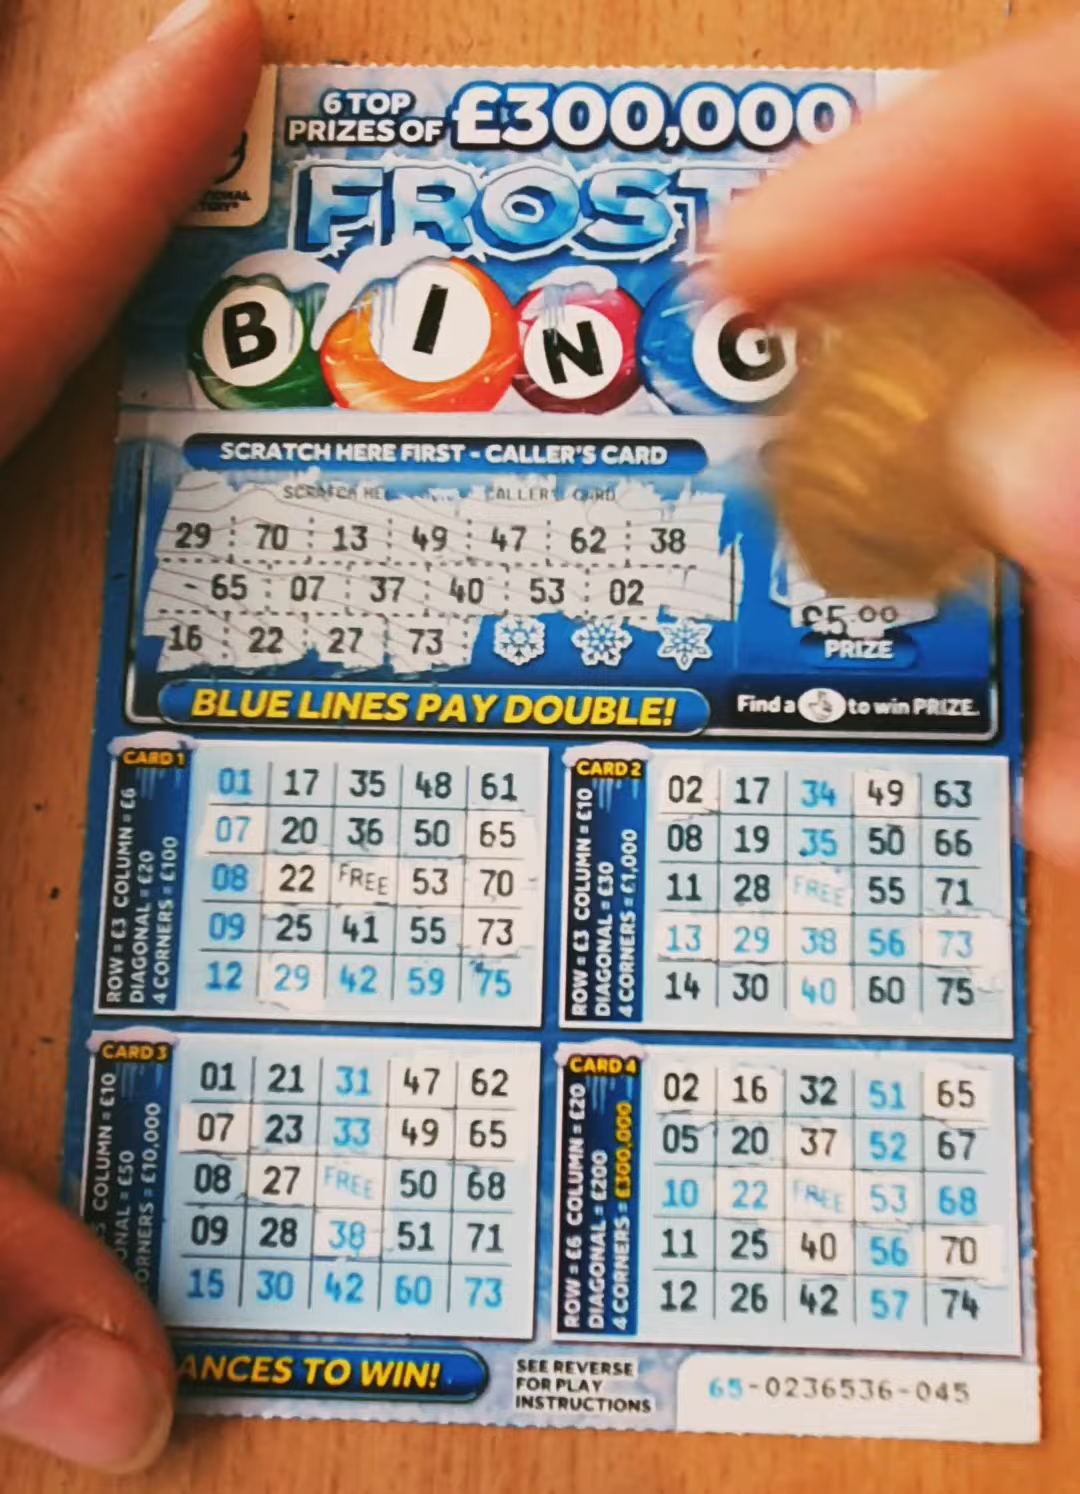 6 TOP
PRIZES OF £300,000
FROST
BING
SCRATCH HERE FIRST - CALLER'S CARD
29 70 13 49 47 62 38
65 07 37 40 53 02
16 22 27 73
£5.00
PRIZE
BLUE LINES PAY DOUBLE!
Find a to win PRIZE.
CARD 1
ROW = £3 COLUMN = £6
DIAGONAL = £20
4 CORNERS = £100
01 17 35 48 61
07 20 36 50 65
08 22 FREE 53 70
09 25 41 55 73
12 29 42 59 75
CARD 2
ROW = £3 COLUMN = £10
DIAGONAL = £30
4 CORNERS = £1,000
02 17 34 49 63
08 19 35 50 66
11 28 FREE 55 71
13 29 38 56 73
14 30 40 60 75
CARD 3
COLUMN = £10
ONAL = £50
ORNERS = £10,000
01 21 31 47 62
07 23 33 49 65
08 27 FREE 50 68
09 28 38 51 71
15 30 42 60 73
CARD 4
ROW = £6 COLUMN = £20
DIAGONAL = £200
4 CORNERS = £300,000
02 16 32 51 65
05 20 37 52 67
10 22 FREE 53 68
11 25 40 56 70
12 26 42 57 74
ANCES TO WIN!
SEE REVERSE
FOR PLAY
INSTRUCTIONS
65-0236536-045